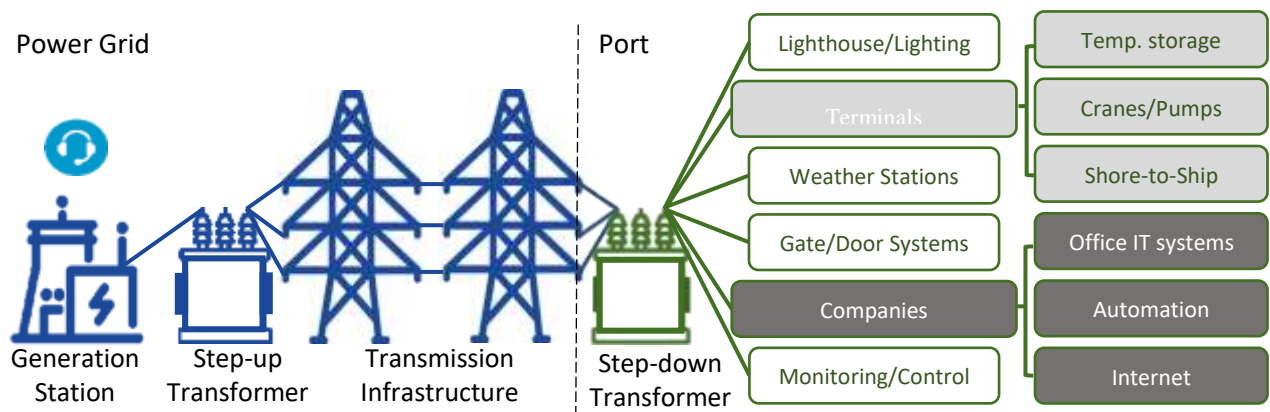 Power Grid
Generation
Station
Step-up
Transformer
Transmission
Infrastructure
Port
Step-down
Transformer
Lighthouse/Lighting
Terminals
Weather Stations
Gate/Door Systems
Companies
Monitoring/Control
Temp. storage
Cranes/Pumps
Shore-to-Ship
Office IT systems
Automation
Internet